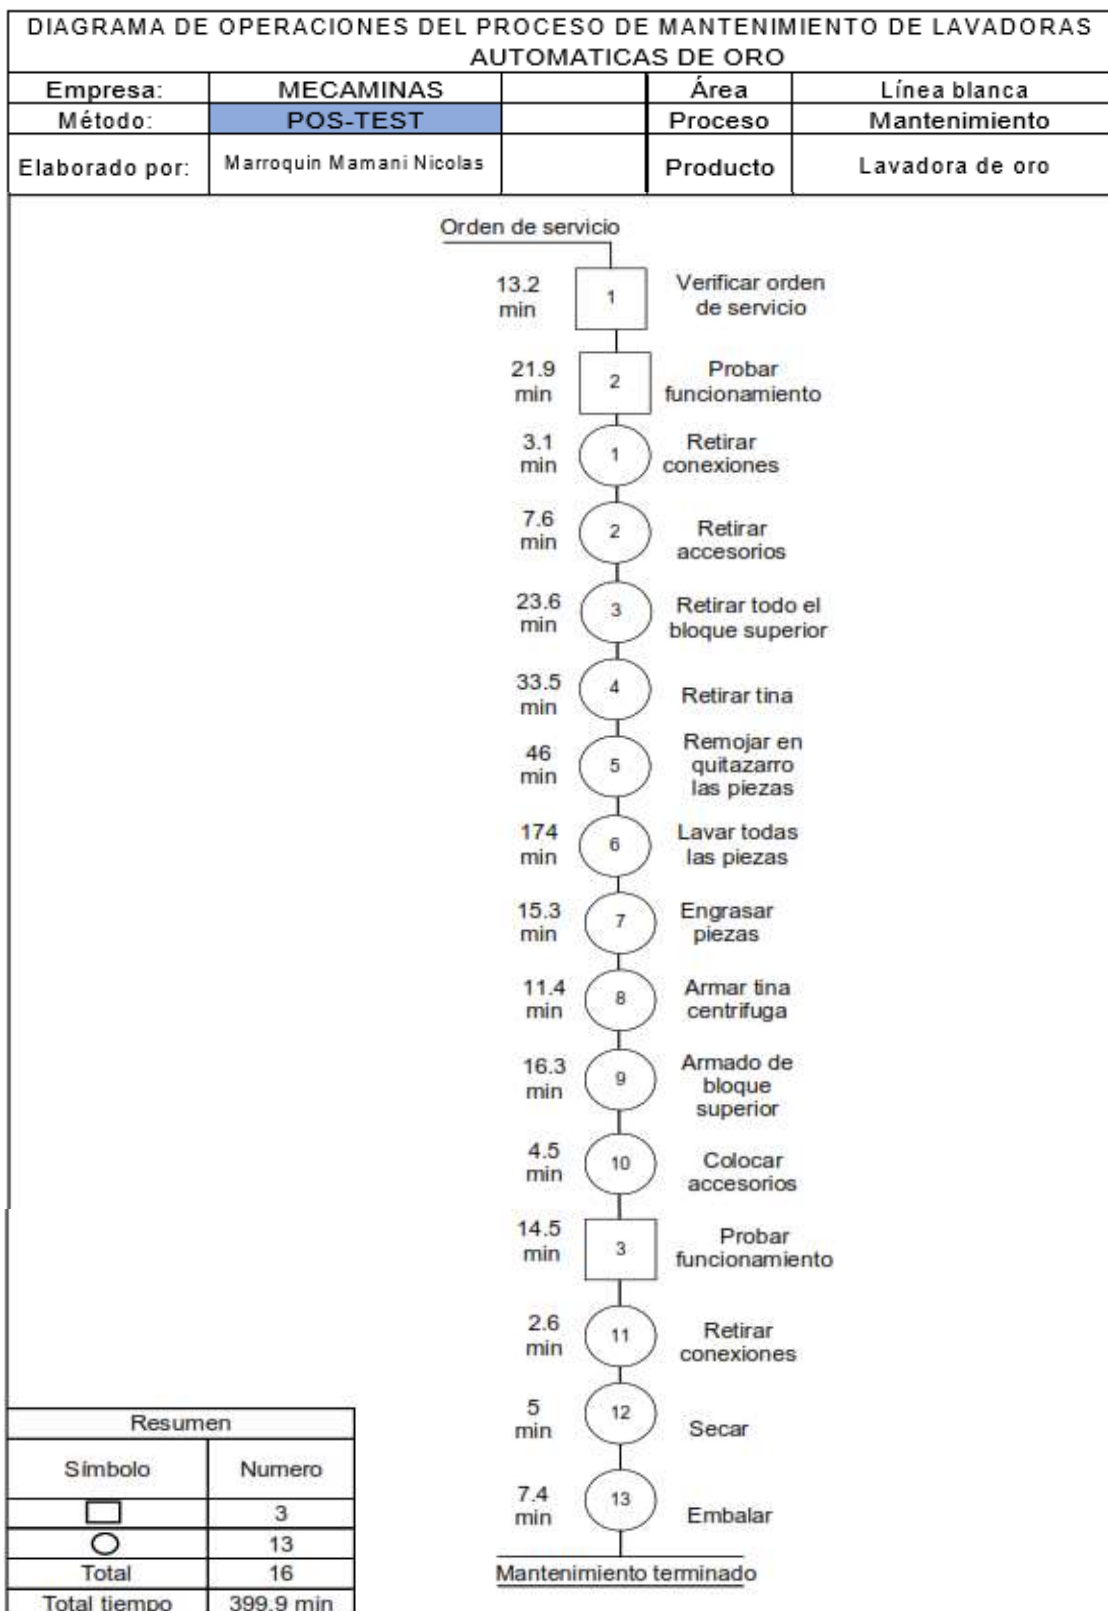 DIAGRAMA DE OPERACIONES DEL PROCESO DE MANTENIMIENTO DE LAVADORAS
AUTOMATICAS DE ORO
Empresa: MECAMINAS Área Línea blanca
Método: POS-TEST Proceso Mantenimiento
Elaborado por: Marroquin Mamani Nicolas Producto Lavadora de oro
Orden de servicio
13.2 min 1 Verificar orden
de servicio
21.9 min 2 Probar
funcionamiento
3.1 min 1 Retirar
conexiones
7.6 min 2 Retirar
accesorios
23.6 min 3 Retirar todo el
bloque superior
33.5 min 4 Retirar tina
46 min 5 Remojar en
quitazarro
las piezas
174 min 6 Lavar todas
las piezas
15.3 min 7 Engrasar
piezas
11.4 min 8 Armar tina
centrifuga
16.3 min 9 Armado de
bloque
superior
4.5 min 10 Colocar
accesorios
14.5 min 3 Probar
funcionamiento
2.6 min 11 Retirar
conexiones
5 min 12 Secar
7.4 min 13 Embalar
Mantenimiento terminado
Resumen
Símbolo Numero
3
13
Total 16
Total tiempo 399.9 min